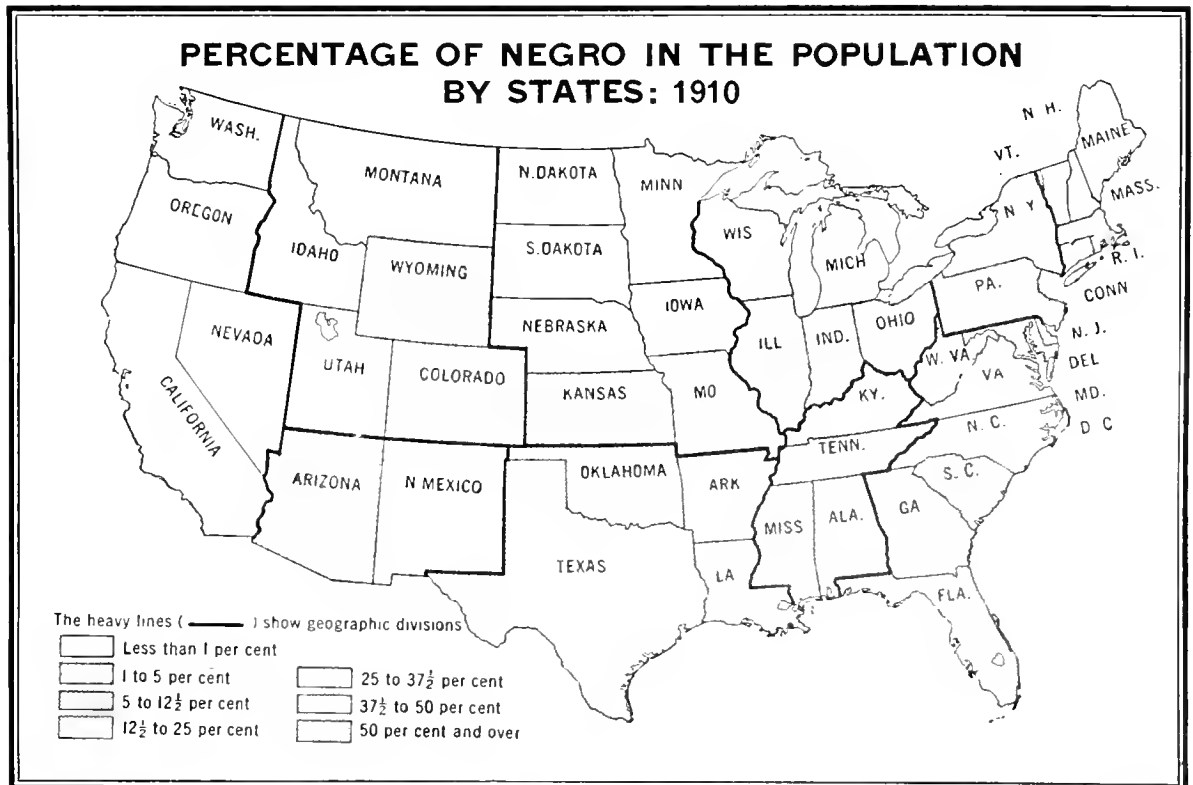 PERCENTAGE OF NEGRO IN THE POPULATION
BY STATES: 1910
N H.
WASH.
MAINE
VT.
MONTANA
N.DAKOTA
MINN
MASS.
OREGON
N Y
WIS
IDAHO
S.DAKOTA
WYOMING
MICH
R. I.
PA.
CONN
IOWA
NEVADA
NEBRASKA
OHIO
N. J.
ILL
IND.
W. VA
DEL
UTAH
COLORADO
VA
KANSAS
MO
KY.
MD.
CALIFORNIA
N. C.
D C
TENN.
OKLAHOMA
S. C.
ARIZONA
N MEXICO
ARK
GA
MISS
ALA.
TEXAS
LA
FLA.
The heavy lines ( ) show geographic divisions
Less than 1 per cent
1 to 5 per cent
5 to 12½ per cent
12½ to 25 per cent
25 to 37½ per cent
37½ to 50 per cent
50 per cent and over